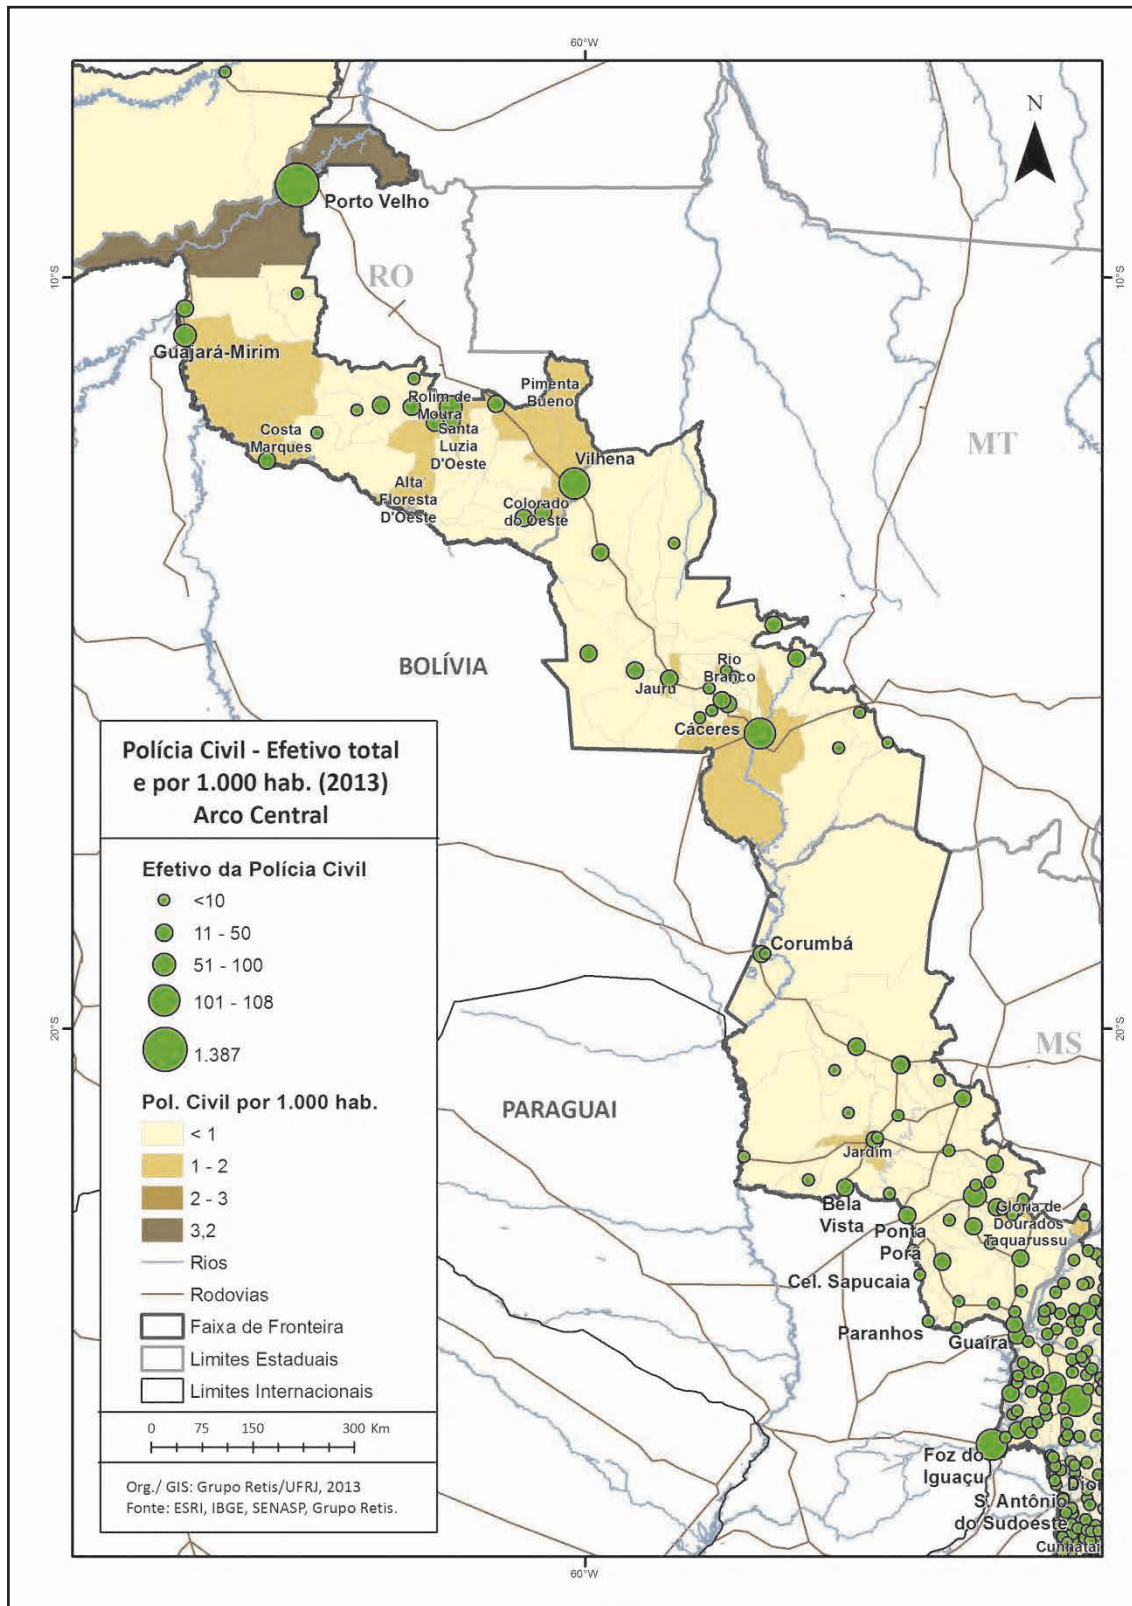 60°W
N
Porto Velho
10°S
10°S
RO
Guajará-Mirim
Pimenta
Bueno
Rolim de
Moura
Costa
Marques
Santa
Luzia
D'Oeste
MT
Vilhena
Alta
Floresta
D'Oeste
Colorado
do Oeste
BOLÍVIA
Rio
Branco
Jauru
Cáceres
Polícia Civil - Efetivo total
e por 1.000 hab. (2013)
Arco Central
Efetivo da Polícia Civil
<10
11 - 50
51 - 100
101 - 108
1.387
Pol. Civil por 1.000 hab.
< 1
1 - 2
2 - 3
3,2
Rios
Rodovias
Faixa de Fronteira
Limites Estaduais
Limites Internacionais
0 75 150 300 Km
Org./ GIS: Grupo Retis/UFRJ, 2013
Fonte: ESRI, IBGE, SENASP, Grupo Retis.
Corumbá
20°S
20°S
MS
PARAGUAI
Jardim
Bela
Vista
Glória de
Dourados
Ponta
Porã
Taquarussu
Cel. Sapucaia
Paranhos
Guaíra
Foz do
Iguaçu
S. Antônio
do Sudoeste
Cunhataí
60°W